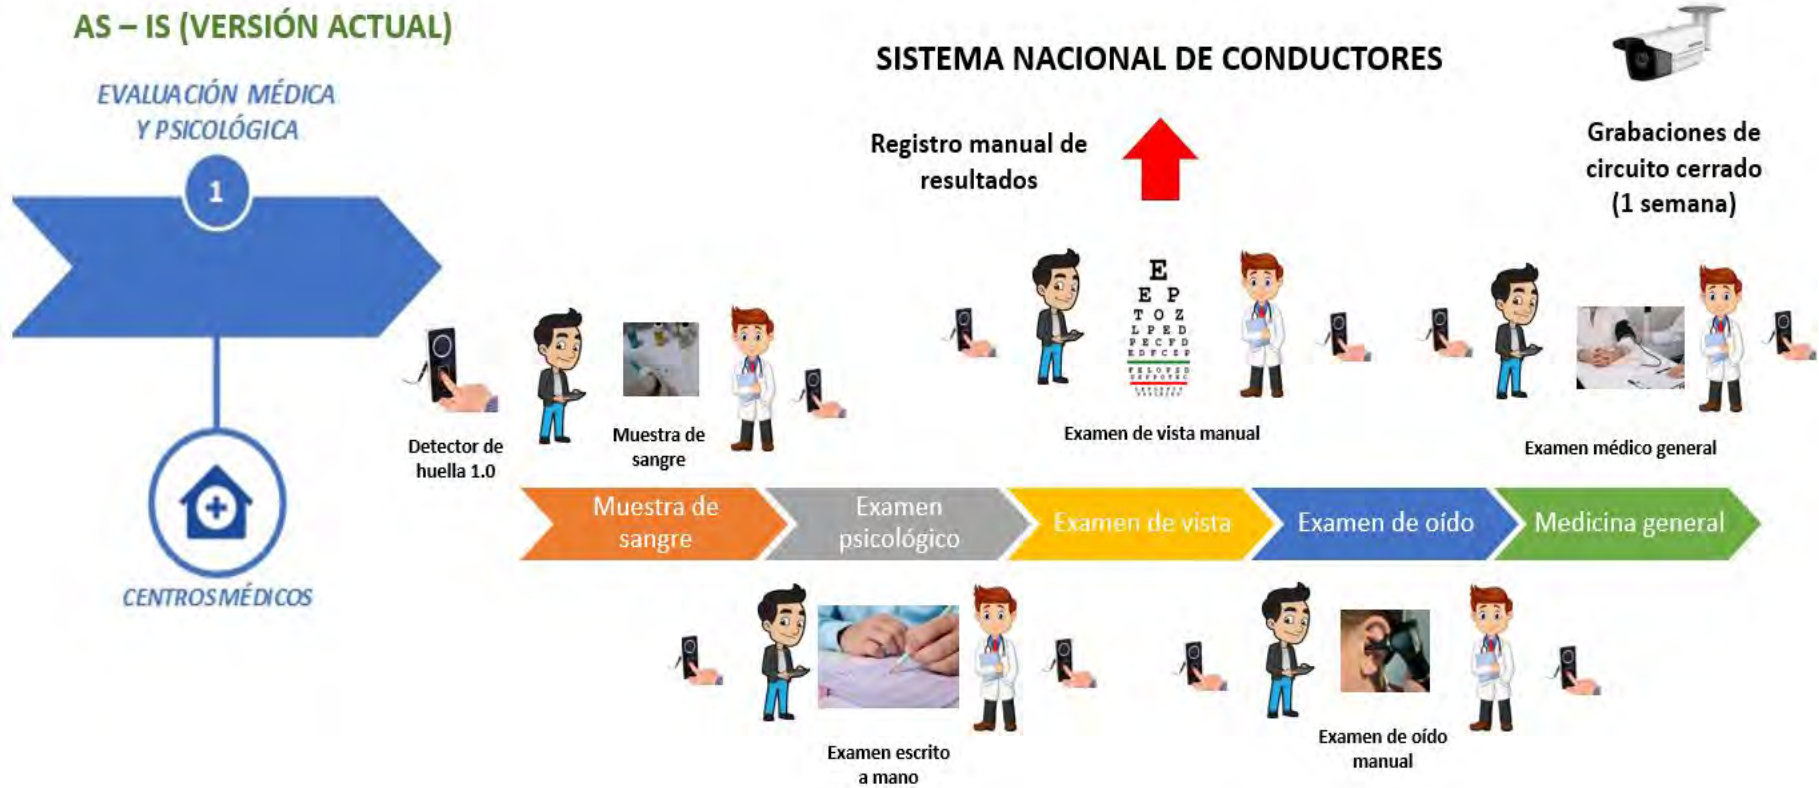 AS – IS (VERSIÓN ACTUAL)
EVALUACIÓN MÉDICA
Y PSICOLÓGICA
1
CENTROS MÉDICOS
SISTEMA NACIONAL DE CONDUCTORES
Registro manual de
resultados
Grabaciones de
circuito cerrado
(1 semana)
Detector de
huella 1.0
Muestra de
sangre
E
E P
T O Z
L P E D
P E C F D
E D F C Z P
Examen de vista manual
Examen médico general
Muestra de
sangre
Examen
psicológico
Examen de vista
Examen de oído
Medicina general
Examen escrito
a mano
Examen de oído
manual